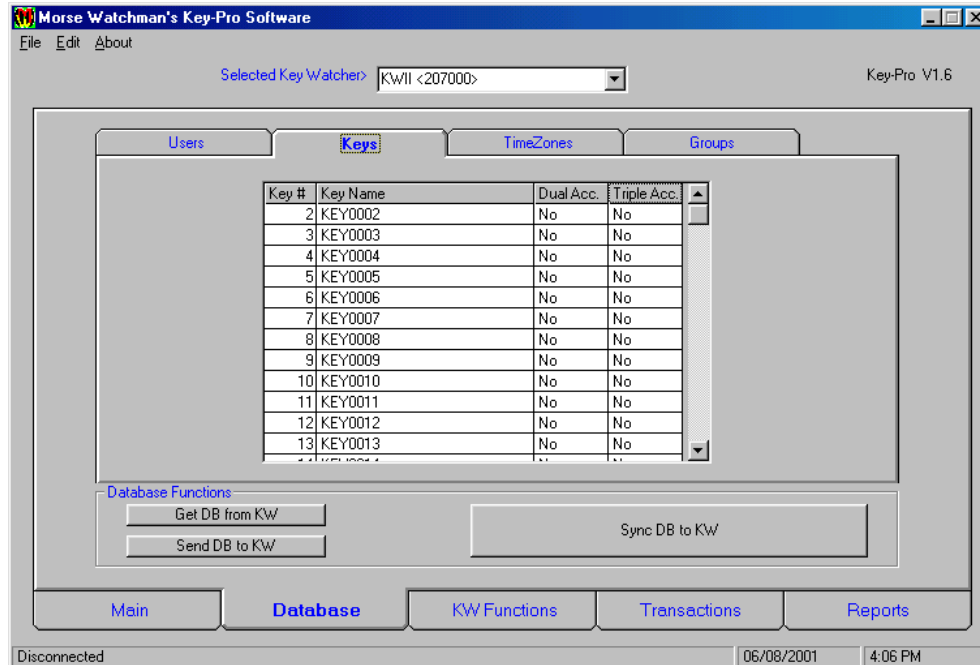 Morse Watchman's Key-Pro Software
File Edit About
Selected Key Watcher> KWII <207000> Key-Pro V1.6
Users Keys TimeZones Groups
Key # Key Name Dual Acc. Triple Acc.
2 KEY0002 No No
3 KEY0003 No No
4 KEY0004 No No
5 KEY0005 No No
6 KEY0006 No No
7 KEY0007 No No
8 KEY0008 No No
9 KEY0009 No No
10 KEY0010 No No
11 KEY0011 No No
12 KEY0012 No No
13 KEY0013 No No
Database Functions
Get DB from KW
Sync DB to KW
Send DB to KW
Main Database KW Functions Transactions Reports
Disconnected 06/08/2001 4:06 PM